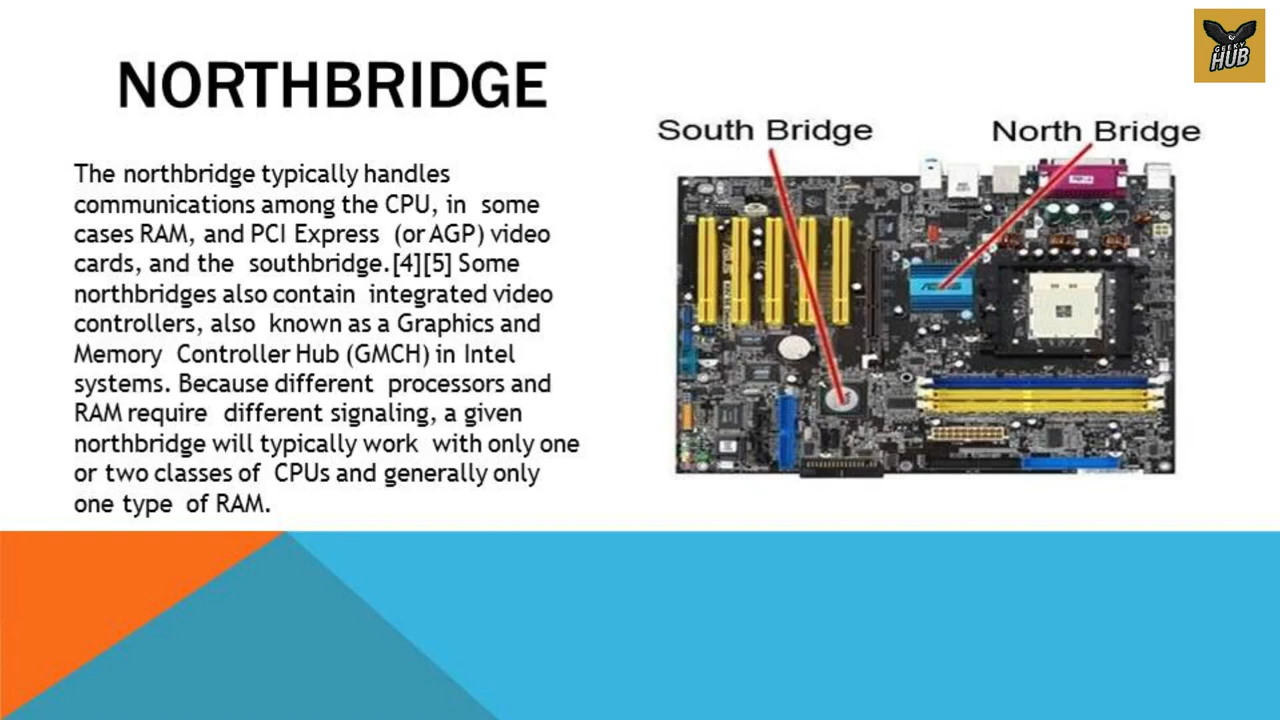 NORTHBRIDGE
GEEKY
HUB
South Bridge
North Bridge
The northbridge typically handles
communications among the CPU, in some
cases RAM, and PCI Express (or AGP) video
cards, and the southbridge.[4][5] Some
northbridges also contain integrated video
controllers, also known as a Graphics and
Memory Controller Hub (GMCH) in Intel
systems. Because different processors and
RAM require different signaling, a given
northbridge will typically work with only one
or two classes of CPUs and generally only
one type of RAM.